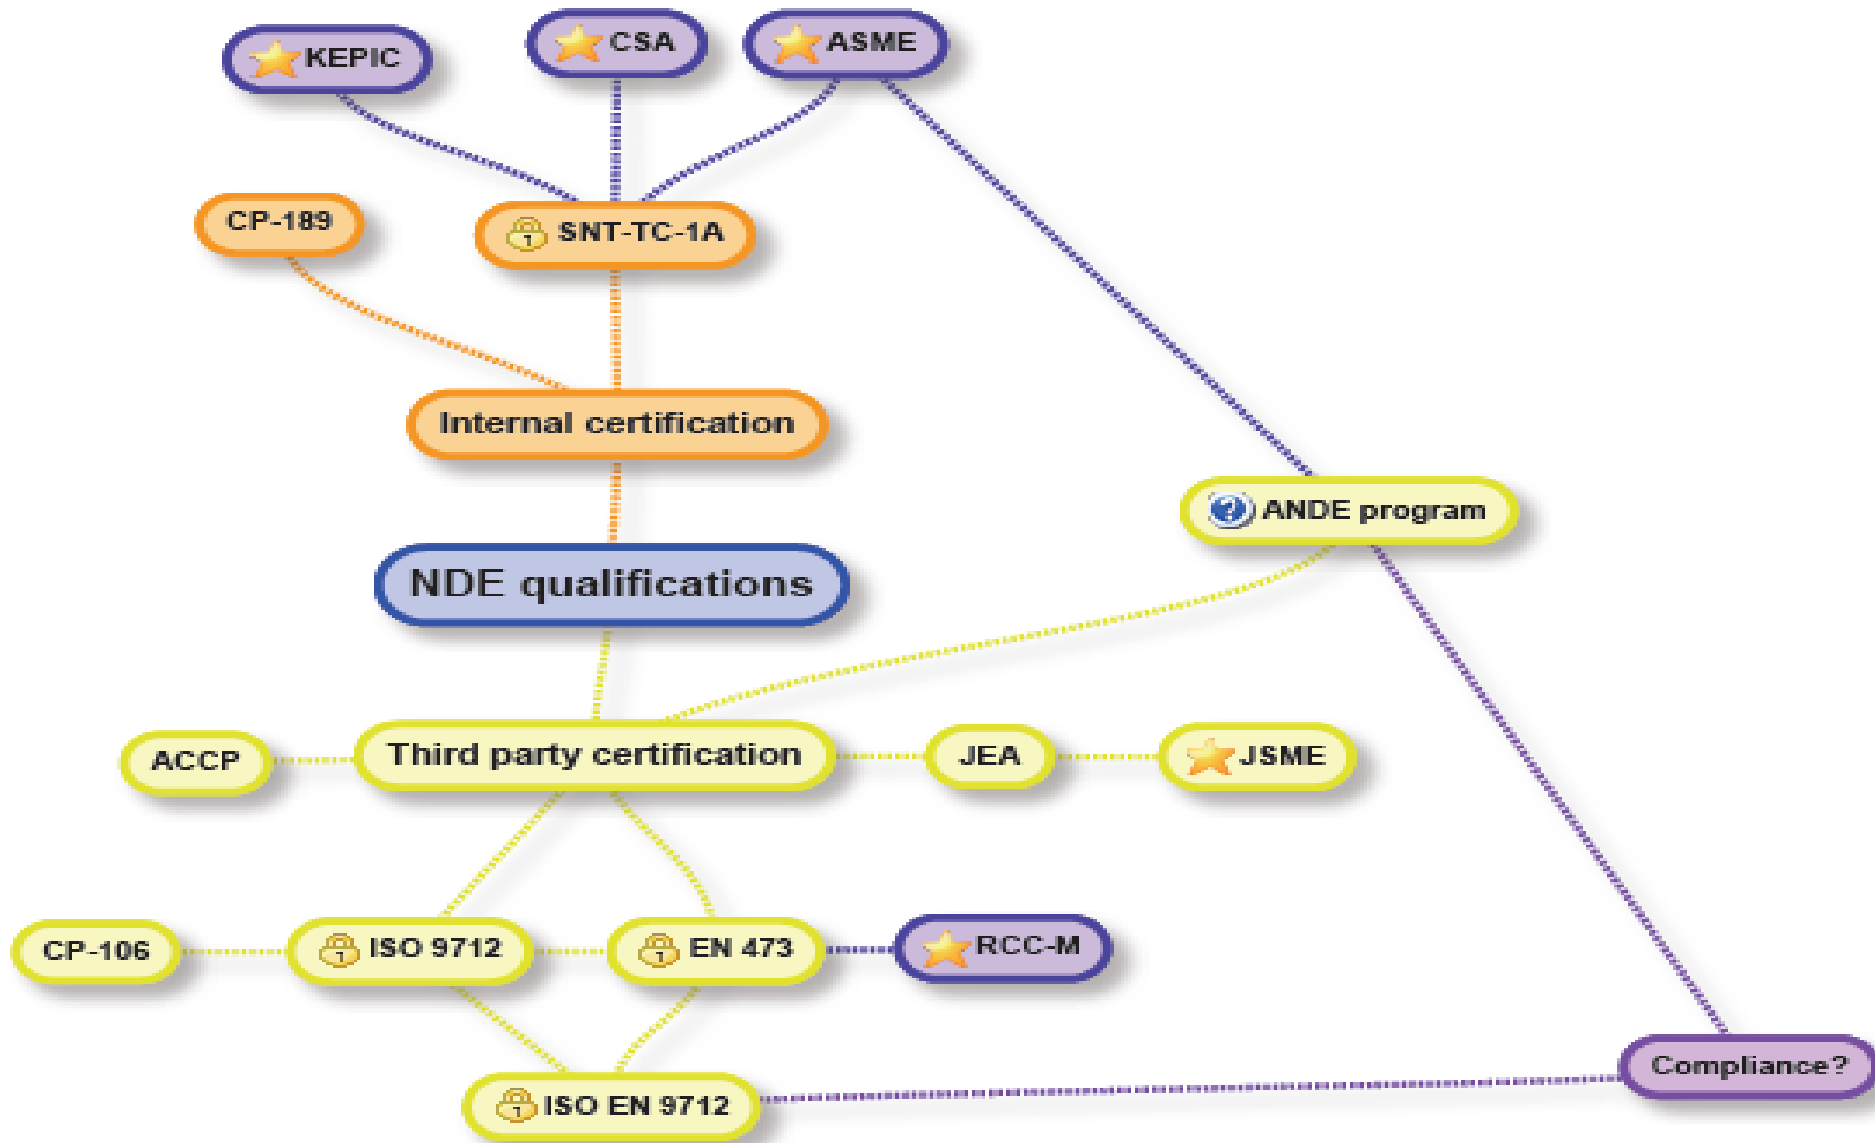 KEPIC
CSA
ASME
CP-189
SNT-TC-1A
Internal certification
ANDE program
NDE qualifications
ACCP
Third party certification
JEA
JSME
CP-106
ISO 9712
EN 473
RCC-M
Compliance?
ISO EN 9712